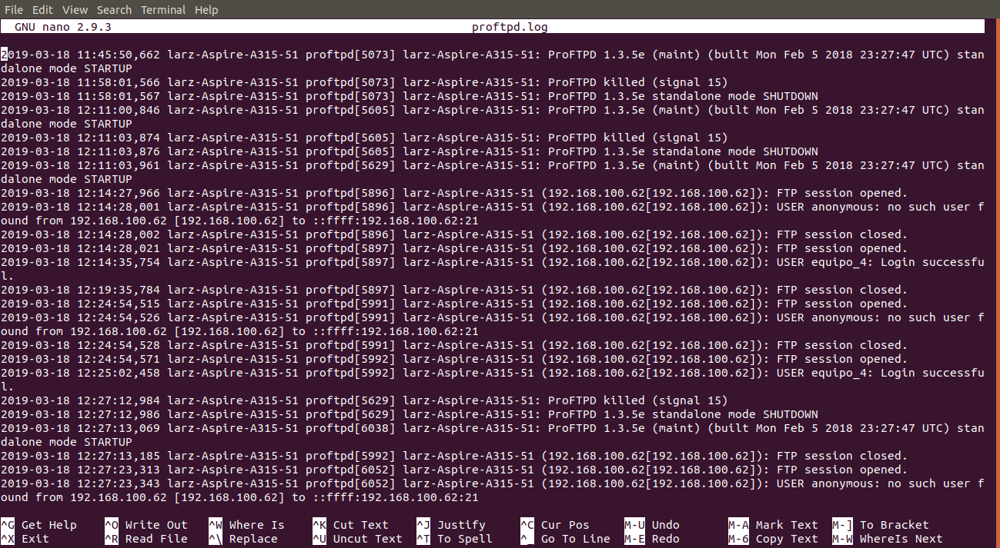 File Edit View Search Terminal Help
GNU nano 2.9.3 proftpd.log
2019-03-18 11:45:50,662 larz-Aspire-A315-51 proftpd[5073] larz-Aspire-A315-51: ProFTPD 1.3.5e (maint) (built Mon Feb 5 2018 23:27:47 UTC) stan
dalone mode STARTUP
2019-03-18 11:58:01,566 larz-Aspire-A315-51 proftpd[5073] larz-Aspire-A315-51: ProFTPD killed (signal 15)
2019-03-18 11:58:01,567 larz-Aspire-A315-51 proftpd[5073] larz-Aspire-A315-51: ProFTPD 1.3.5e standalone mode SHUTDOWN
2019-03-18 12:11:00,846 larz-Aspire-A315-51 proftpd[5605] larz-Aspire-A315-51: ProFTPD 1.3.5e (maint) (built Mon Feb 5 2018 23:27:47 UTC) stan
dalone mode STARTUP
2019-03-18 12:11:03,874 larz-Aspire-A315-51 proftpd[5605] larz-Aspire-A315-51: ProFTPD killed (signal 15)
2019-03-18 12:11:03,876 larz-Aspire-A315-51 proftpd[5605] larz-Aspire-A315-51: ProFTPD 1.3.5e standalone mode SHUTDOWN
2019-03-18 12:11:03,961 larz-Aspire-A315-51 proftpd[5629] larz-Aspire-A315-51: ProFTPD 1.3.5e (maint) (built Mon Feb 5 2018 23:27:47 UTC) stan
dalone mode STARTUP
2019-03-18 12:14:27,966 larz-Aspire-A315-51 proftpd[5896] larz-Aspire-A315-51 (192.168.100.62[192.168.100.62]): FTP session opened.
2019-03-18 12:14:28,001 larz-Aspire-A315-51 proftpd[5896] larz-Aspire-A315-51 (192.168.100.62[192.168.100.62]): USER anonymous: no such user f
ound from 192.168.100.62 [192.168.100.62] to ::ffff:192.168.100.62:21
2019-03-18 12:14:28,002 larz-Aspire-A315-51 proftpd[5896] larz-Aspire-A315-51 (192.168.100.62[192.168.100.62]): FTP session closed.
2019-03-18 12:14:28,021 larz-Aspire-A315-51 proftpd[5897] larz-Aspire-A315-51 (192.168.100.62[192.168.100.62]): FTP session opened.
2019-03-18 12:14:35,754 larz-Aspire-A315-51 proftpd[5897] larz-Aspire-A315-51 (192.168.100.62[192.168.100.62]): USER equipo_4: Login successfu
l.
2019-03-18 12:19:35,784 larz-Aspire-A315-51 proftpd[5897] larz-Aspire-A315-51 (192.168.100.62[192.168.100.62]): FTP session closed.
2019-03-18 12:24:54,515 larz-Aspire-A315-51 proftpd[5991] larz-Aspire-A315-51 (192.168.100.62[192.168.100.62]): FTP session opened.
2019-03-18 12:24:54,526 larz-Aspire-A315-51 proftpd[5991] larz-Aspire-A315-51 (192.168.100.62[192.168.100.62]): USER anonymous: no such user f
ound from 192.168.100.62 [192.168.100.62] to ::ffff:192.168.100.62:21
2019-03-18 12:24:54,528 larz-Aspire-A315-51 proftpd[5991] larz-Aspire-A315-51 (192.168.100.62[192.168.100.62]): FTP session closed.
2019-03-18 12:24:54,571 larz-Aspire-A315-51 proftpd[5992] larz-Aspire-A315-51 (192.168.100.62[192.168.100.62]): FTP session opened.
2019-03-18 12:25:02,458 larz-Aspire-A315-51 proftpd[5992] larz-Aspire-A315-51 (192.168.100.62[192.168.100.62]): USER equipo_4: Login successfu
l.
2019-03-18 12:27:12,984 larz-Aspire-A315-51 proftpd[5629] larz-Aspire-A315-51: ProFTPD killed (signal 15)
2019-03-18 12:27:12,986 larz-Aspire-A315-51 proftpd[5629] larz-Aspire-A315-51: ProFTPD 1.3.5e standalone mode SHUTDOWN
2019-03-18 12:27:13,069 larz-Aspire-A315-51 proftpd[6038] larz-Aspire-A315-51: ProFTPD 1.3.5e (maint) (built Mon Feb 5 2018 23:27:47 UTC) stan
dalone mode STARTUP
2019-03-18 12:27:13,185 larz-Aspire-A315-51 proftpd[5992] larz-Aspire-A315-51 (192.168.100.62[192.168.100.62]): FTP session closed.
2019-03-18 12:27:23,313 larz-Aspire-A315-51 proftpd[6052] larz-Aspire-A315-51 (192.168.100.62[192.168.100.62]): FTP session opened.
2019-03-18 12:27:23,343 larz-Aspire-A315-51 proftpd[6052] larz-Aspire-A315-51 (192.168.100.62[192.168.100.62]): USER anonymous: no such user f
ound from 192.168.100.62 [192.168.100.62] to ::ffff:192.168.100.62:21
^G Get Help ^O Write Out ^W Where Is ^K Cut Text ^J Justify ^C Cur Pos M-U Undo M-A Mark Text M-] To Bracket
^X Exit ^R Read File ^\ Replace ^U Uncut Text ^T To Spell ^_ Go To Line M-E Redo M-6 Copy Text M-W WhereIs Next